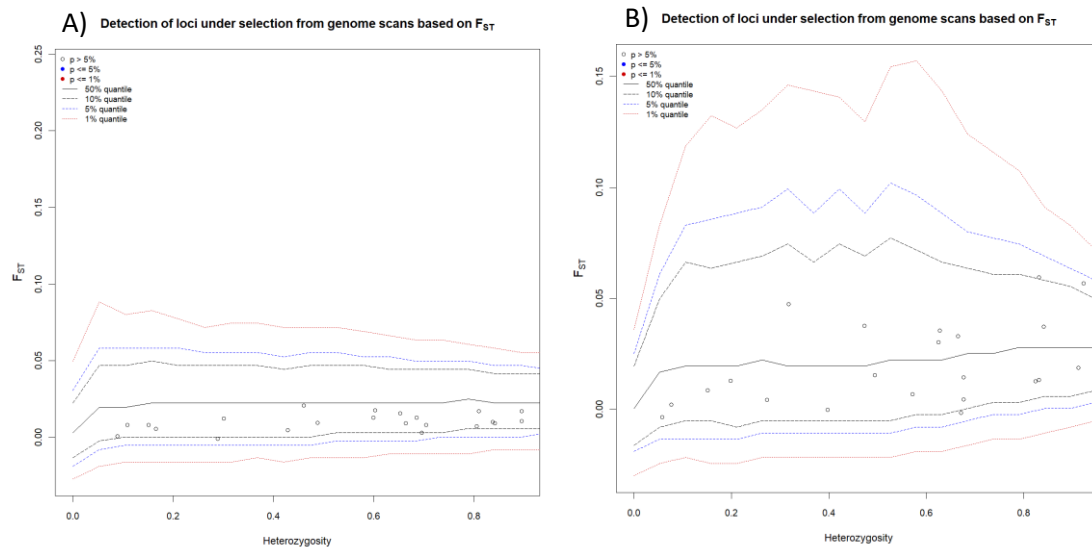 A) Detection of loci under selection from genome scans based on FST
p > 5%
p <= 5%
p <= 1%
50% quantile
10% quantile
5% quantile
1% quantile
FST
0.25
0.20
0.15
0.10
0.05
0.00
0.0 0.2 0.4 0.6 0.8
Heterozygosity
B) Detection of loci under selection from genome scans based on FST
p > 5%
p <= 5%
p <= 1%
50% quantile
10% quantile
5% quantile
1% quantile
FST
0.15
0.10
0.05
0.00
0.0 0.2 0.4 0.6 0.8
Heterozygosity